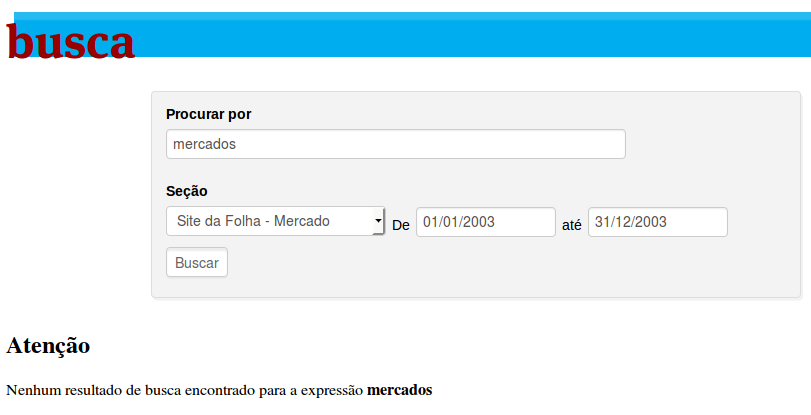 busca
Procurar por
mercados
Seção
Site da Folha - Mercado De 01/01/2003 até 31/12/2003
Buscar
Atenção
Nenhum resultado de busca encontrado para a expressão mercados